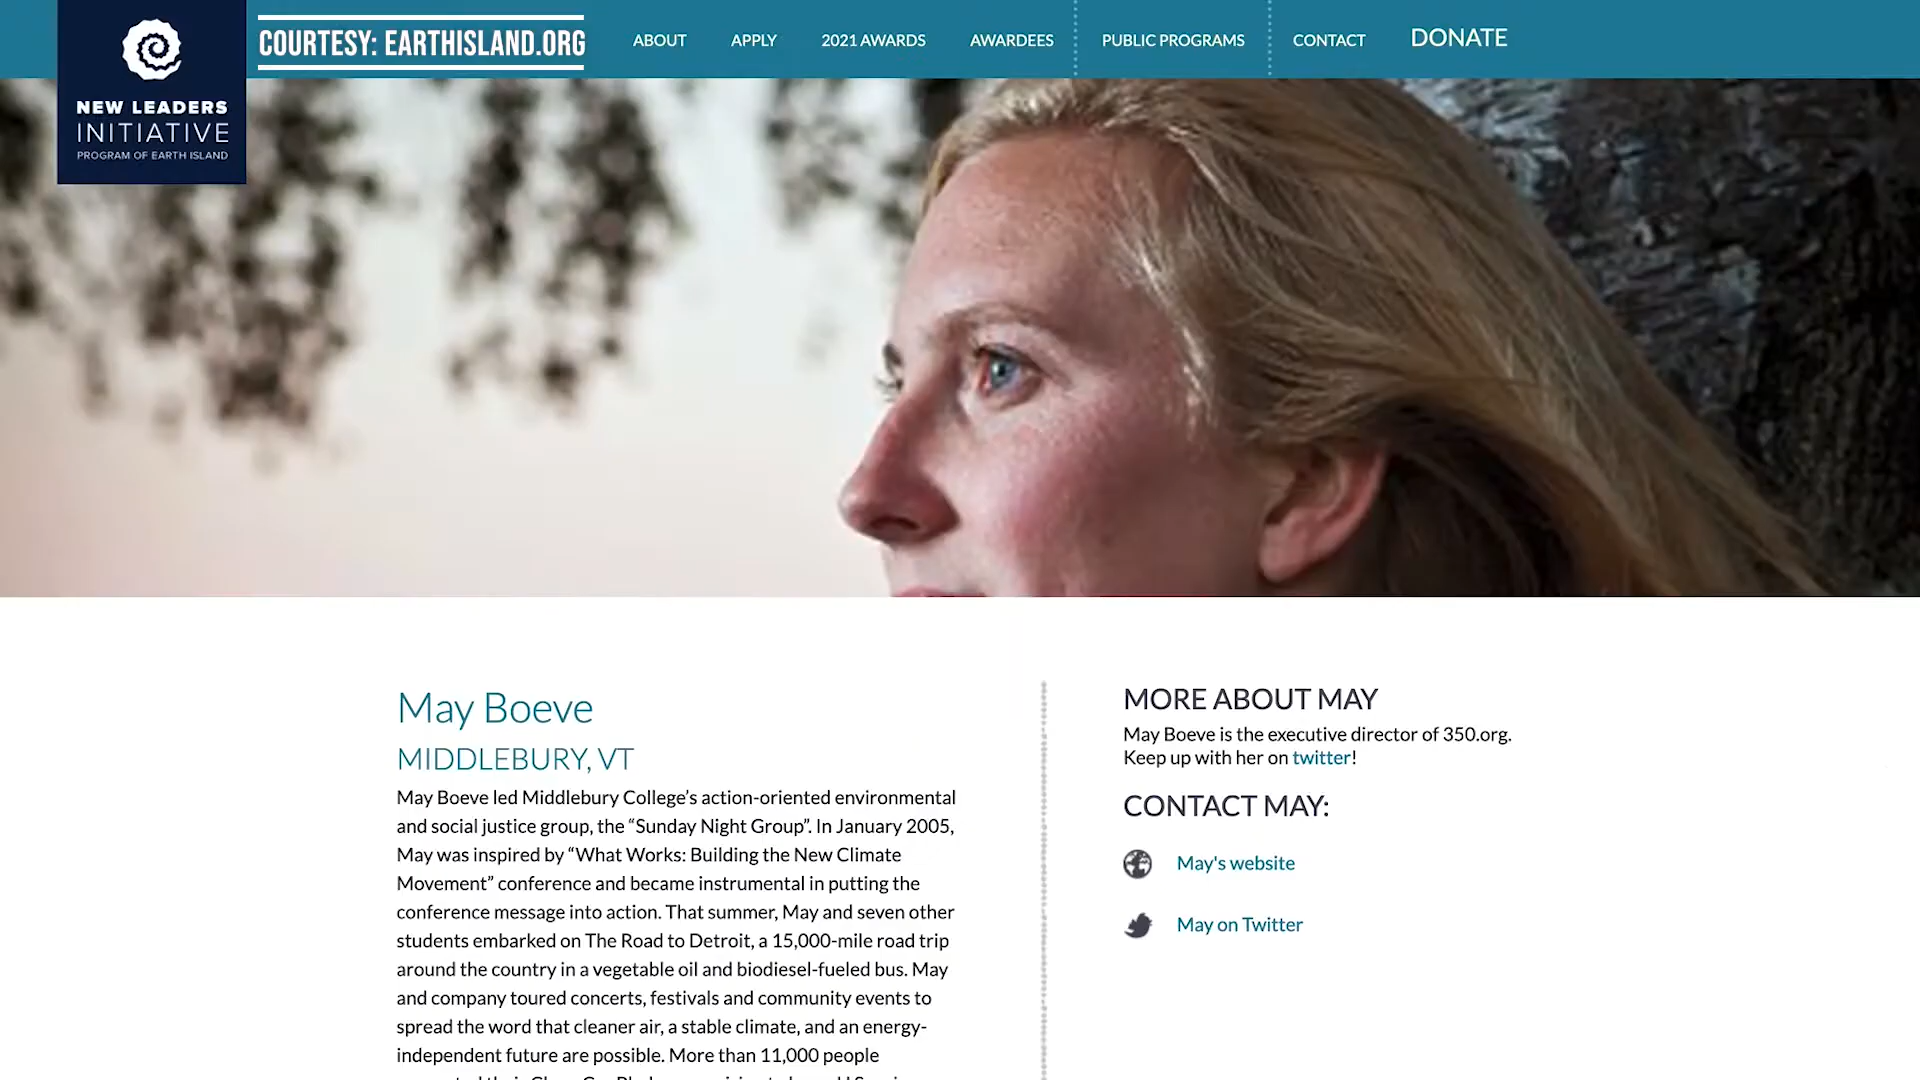 COURTESY: EARTHISLAND.ORG
ABOUT
APPLY
2021 AWARDS
AWARDEES
PUBLIC PROGRAMS
CONTACT
DONATE
NEW LEADERS
INITIATIVE
PROGRAM OF EARTH ISLAND
May Boeve
MIDDLEBURY, VT
May Boeve led Middlebury College’s action-oriented environmental
and social justice group, the “Sunday Night Group”. In January 2005,
May was inspired by “What Works: Building the New Climate
Movement” conference and became instrumental in putting the
conference message into action. That summer, May and seven other
students embarked on The Road to Detroit, a 15,000-mile road trip
around the country in a vegetable oil and biodiesel-fueled bus. May
and company toured concerts, festivals and community events to
spread the word that cleaner air, a stable climate, and an energy-
independent future are possible. More than 11,000 people
MORE ABOUT MAY
May Boeve is the executive director of 350.org.
Keep up with her on twitter!
CONTACT MAY:
May's website
May on Twitter